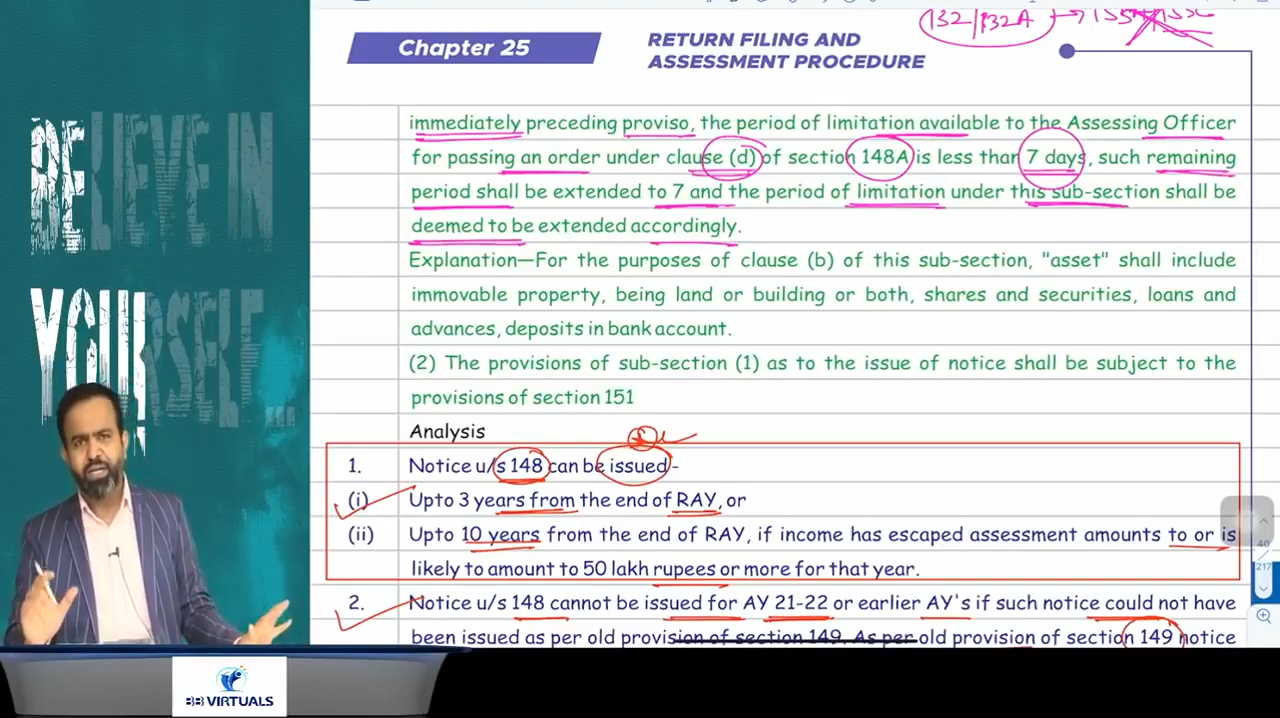 132/132A →
Chapter 25
RETURN FILING AND
ASSESSMENT PROCEDURE
BELIEVE IN
YOURSELF...
immediately preceding proviso, the period of limitation available to the Assessing Officer
for passing an order under clause (d) of section 148A is less than 7 days, such remaining
period shall be extended to 7 and the period of limitation under this sub-section shall be
deemed to be extended accordingly.
Explanation—For the purposes of clause (b) of this sub-section, "asset" shall include
immovable property, being land or building or both, shares and securities, loans and
advances, deposits in bank account.
(2) The provisions of sub-section (1) as to the issue of notice shall be subject to the
provisions of section 151
Analysis
1. Notice u/s 148 can be issued-
(i) Upto 3 years from the end of RAY, or
(ii) Upto 10 years from the end of RAY, if income has escaped assessment amounts to or is
likely to amount to 50 lakh rupees or more for that year.
2. Notice u/s 148 cannot be issued for AY 21-22 or earlier AY's if such notice could not have
been issued as per old provision of section 149. As per old provision of section 149 notice
40
217
BB VIRTUALS